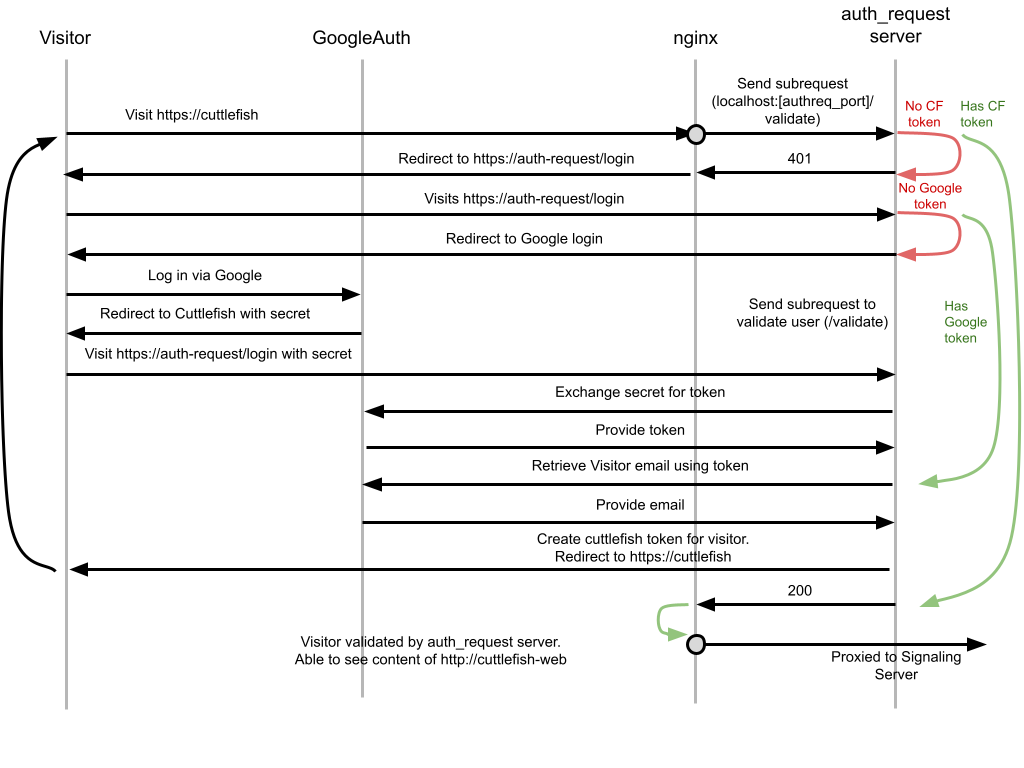 Visitor
GoogleAuth
nginx
auth_request
server
Send subrequest
(localhost:[authreq_port]/
validate)
Visit https://cuttlefish
No CF
token
Has CF
token
Redirect to https://auth-request/login
401
No Google
token
Visits https://auth-request/login
Redirect to Google login
Log in via Google
Redirect to Cuttlefish with secret
Send subrequest to
validate user (/validate)
Has
Google
token
Visit https://auth-request/login with secret
Exchange secret for token
Provide token
Retrieve Visitor email using token
Provide email
Create cuttlefish token for visitor.
Redirect to https://cuttlefish
200
Visitor validated by auth_request server.
Able to see content of http://cuttlefish-web
Proxied to Signaling
Server